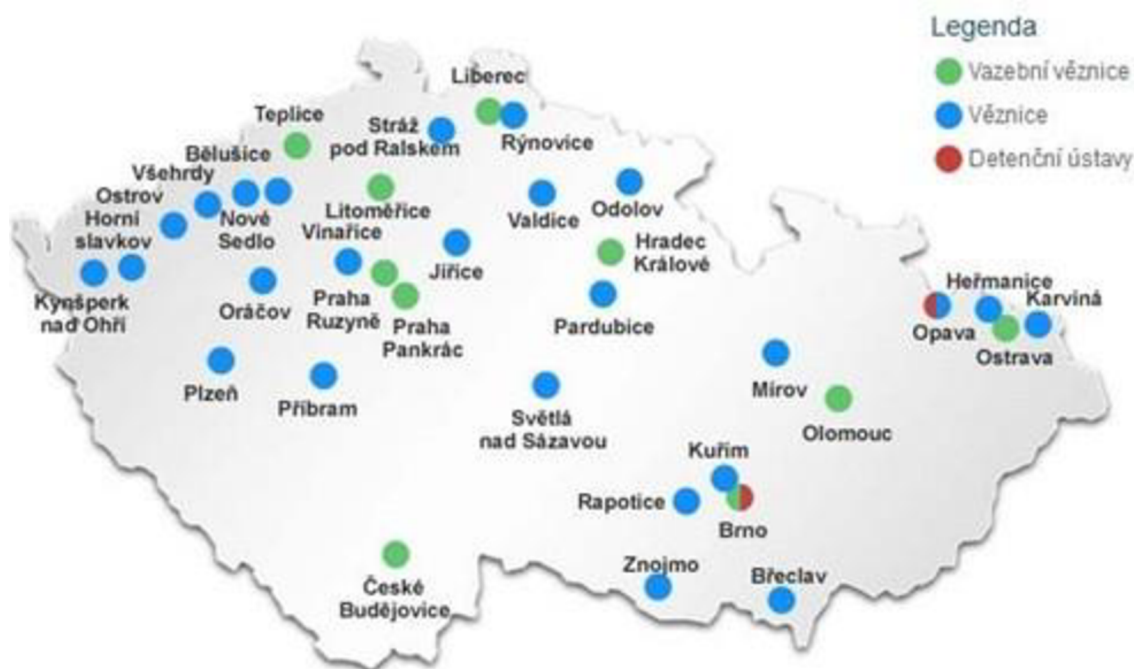 Legenda
Vazební věznice
Věznice
Detenční ústavy
Liberec
Teplice
Stráž
pod Ralskem
Rýnovice
Bělušice
Všehrdy
Ostrov
Horní
slavkov
Nové
Sedlo
Litoměřice
Vinařice
Valdice
Odolov
Hradec
Králové
Jiřice
Kynšperk
nad Ohří
Oráčov
Praha
Ruzyně
Praha
Pankrác
Pardubice
Heřmanice
Karviná
Opava
Ostrava
Plzeň
Příbram
Světlá
nad Sázavou
Mírov
Olomouc
Kuřim
Rapotice
Brno
Znojmo
Břeclav
České
Budějovice